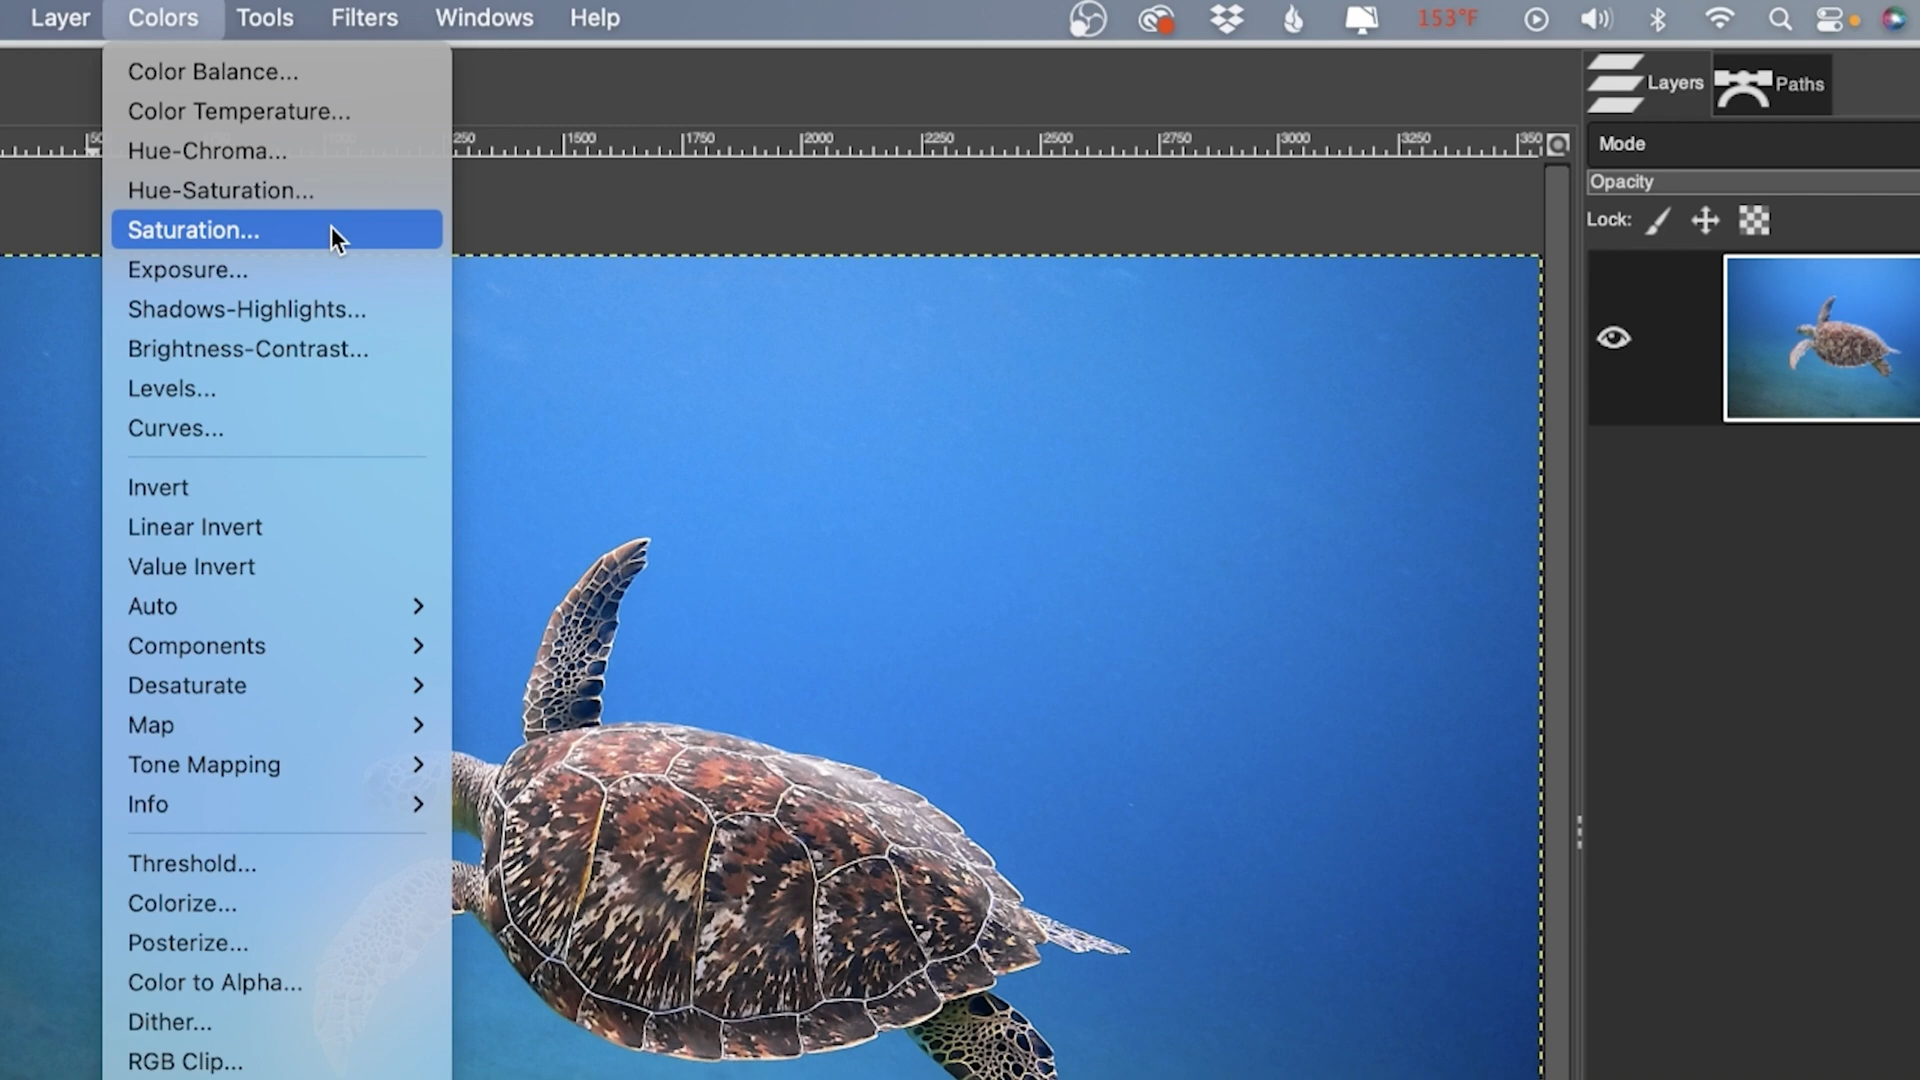 Layer Colors Tools Filters Windows Help 153°F
Color Balance...
Color Temperature...
Hue-Chroma...
Hue-Saturation...
Saturation...
Exposure...
Shadows-Highlights...
Brightness-Contrast...
Levels...
Curves...
Invert
Linear Invert
Value Invert
Auto
Components
Desaturate
Map
Tone Mapping
Info
Threshold...
Colorize...
Posterize...
Color to Alpha...
Dither...
RGB Clip...
1500 1750 2000 2250 2500 2750 3000 3250
Layers Paths
Mode
Opacity
Lock: